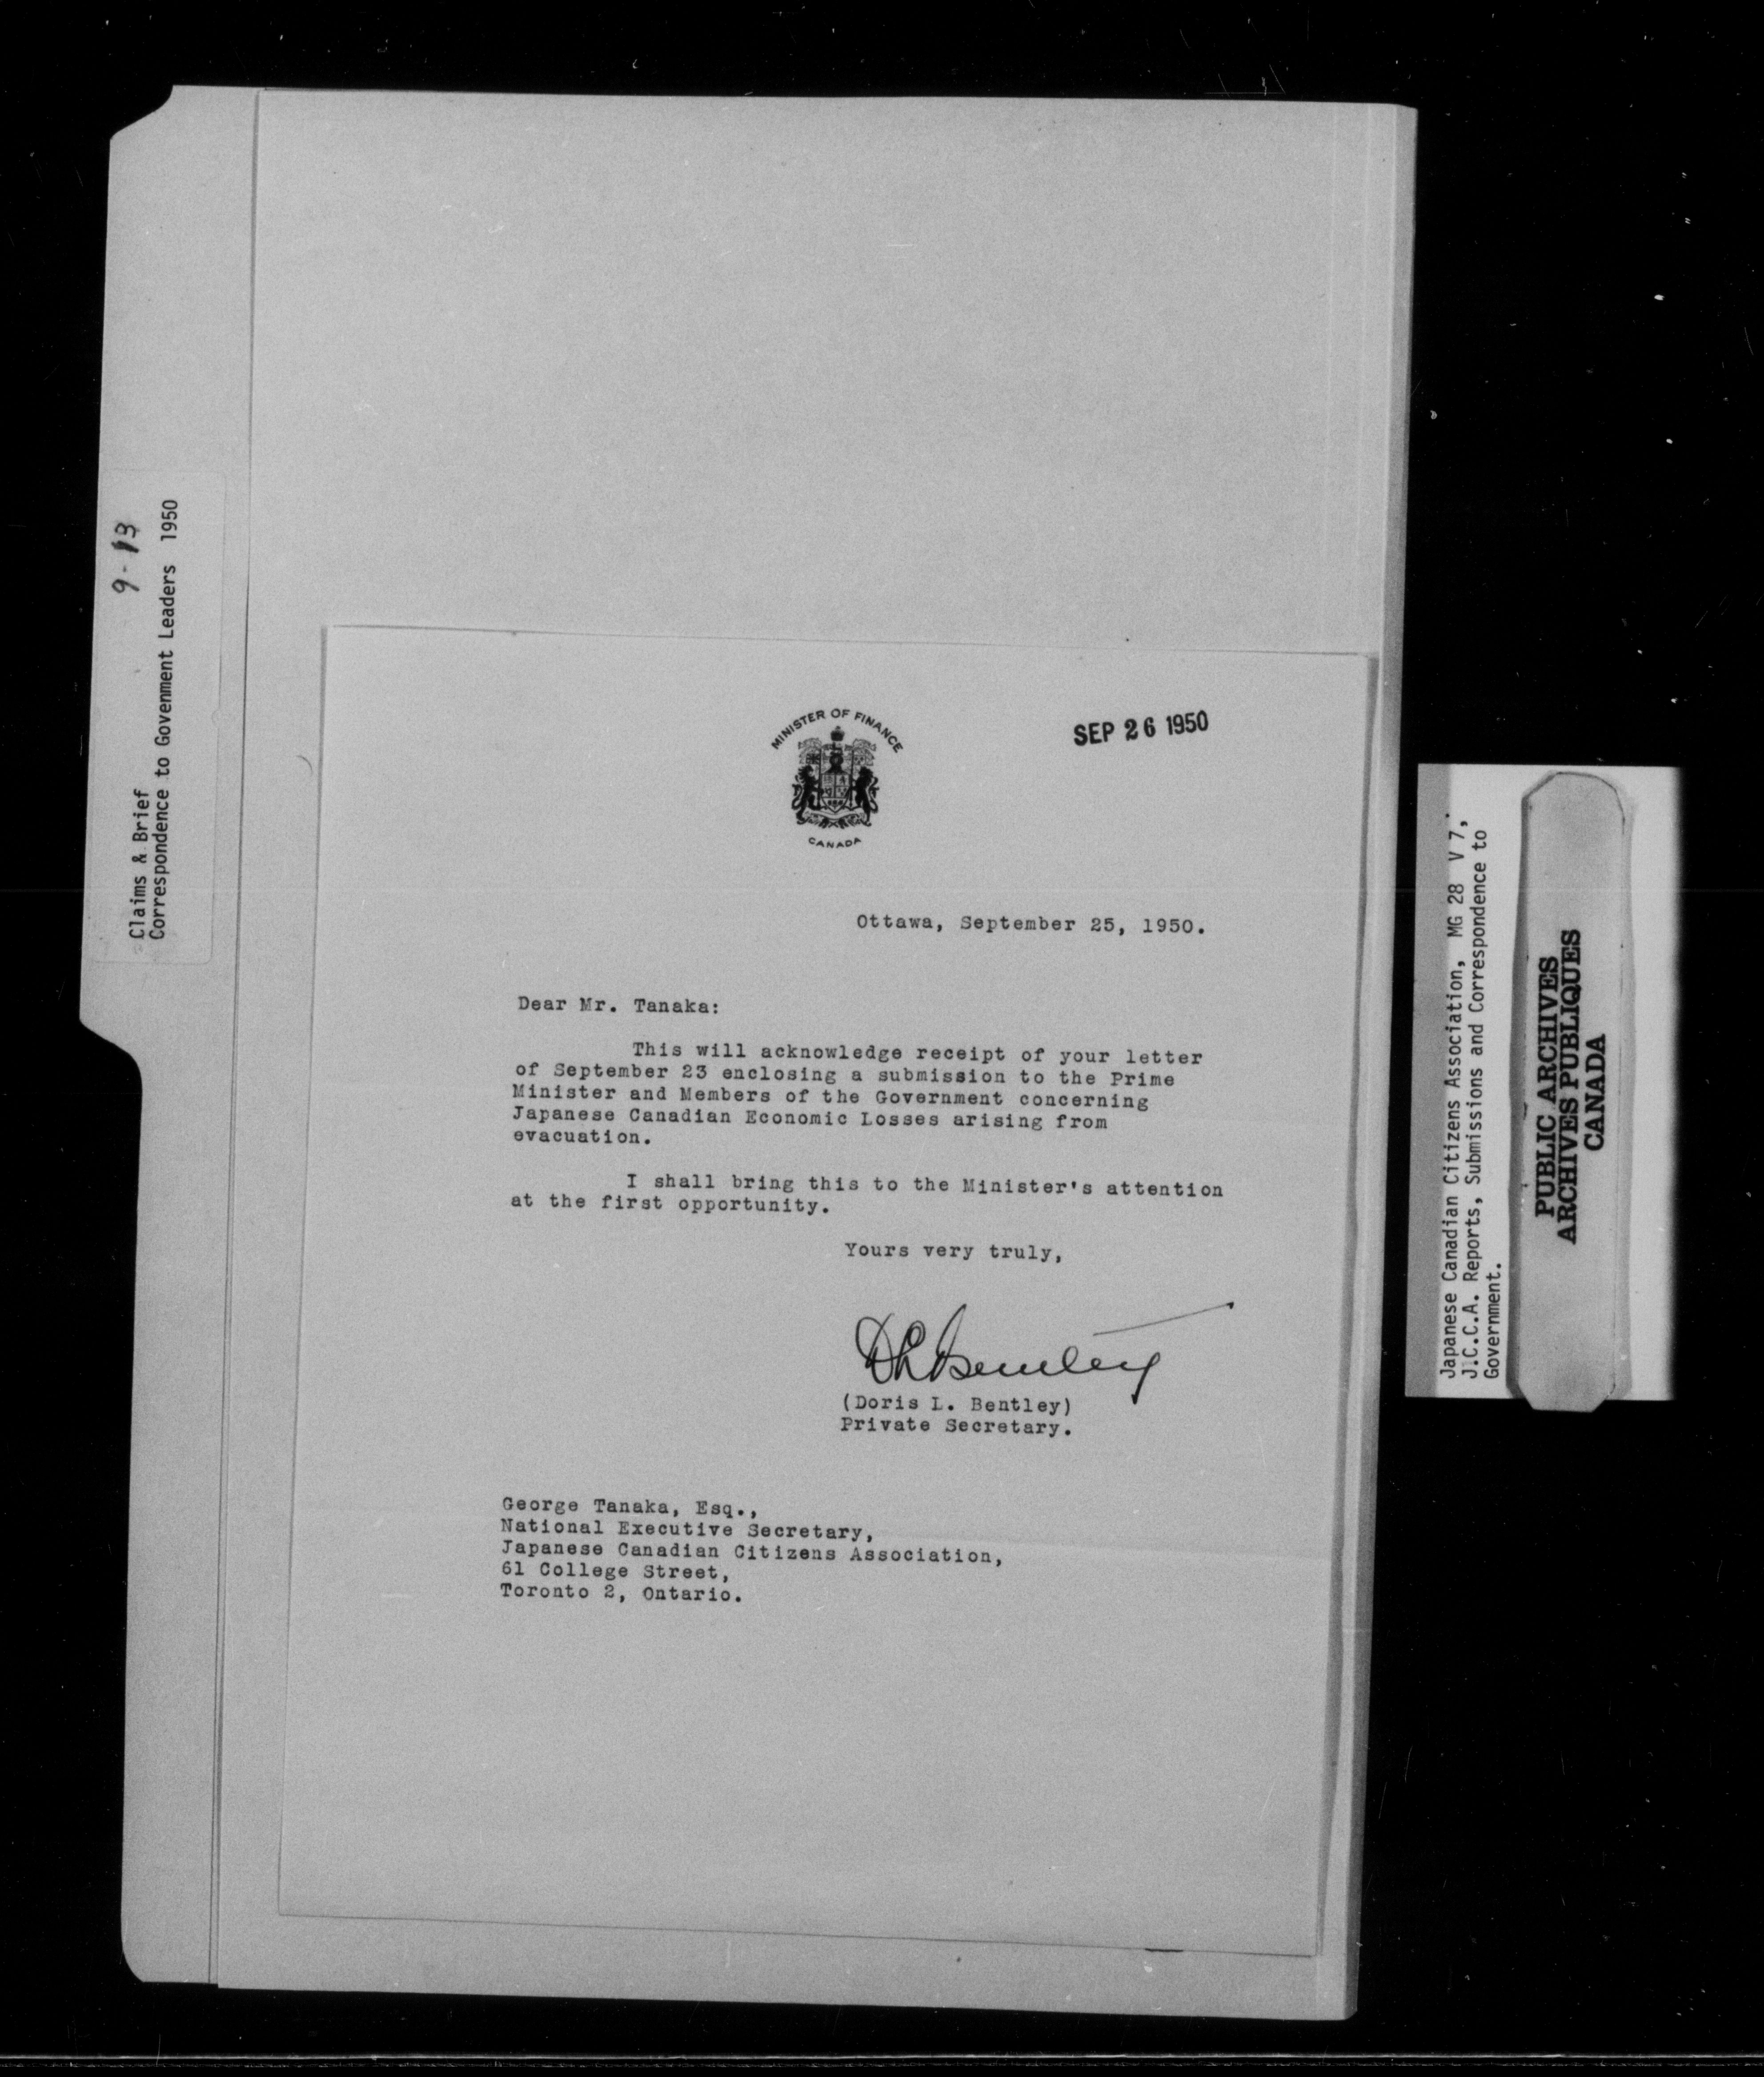 9-13
Claims & Brief
Correspondence to Govenment Leaders 1950
MINISTER OF FINANCE
CANADA
SEP 26 1950
Ottawa, September 25, 1950.
Dear Mr. Tanaka:
This will acknowledge receipt of your letter
of September 23 enclosing a submission to the Prime
Minister and Members of the Government concerning
Japanese Canadian Economic Losses arising from
evacuation.
I shall bring this to the Minister's attention
at the first opportunity.
Yours very truly,
DLBentley
(Doris L. Bentley)
Private Secretary.
George Tanaka, Esq.,
National Executive Secretary,
Japanese Canadian Citizens Association,
61 College Street,
Toronto 2, Ontario.
Japanese Canadian Citizens Association, MG 28 V 7,
J.C.C.A. Reports, Submissions and Correspondence to
Government.
PUBLIC ARCHIVES
ARCHIVES PUBLIQUES
CANADA